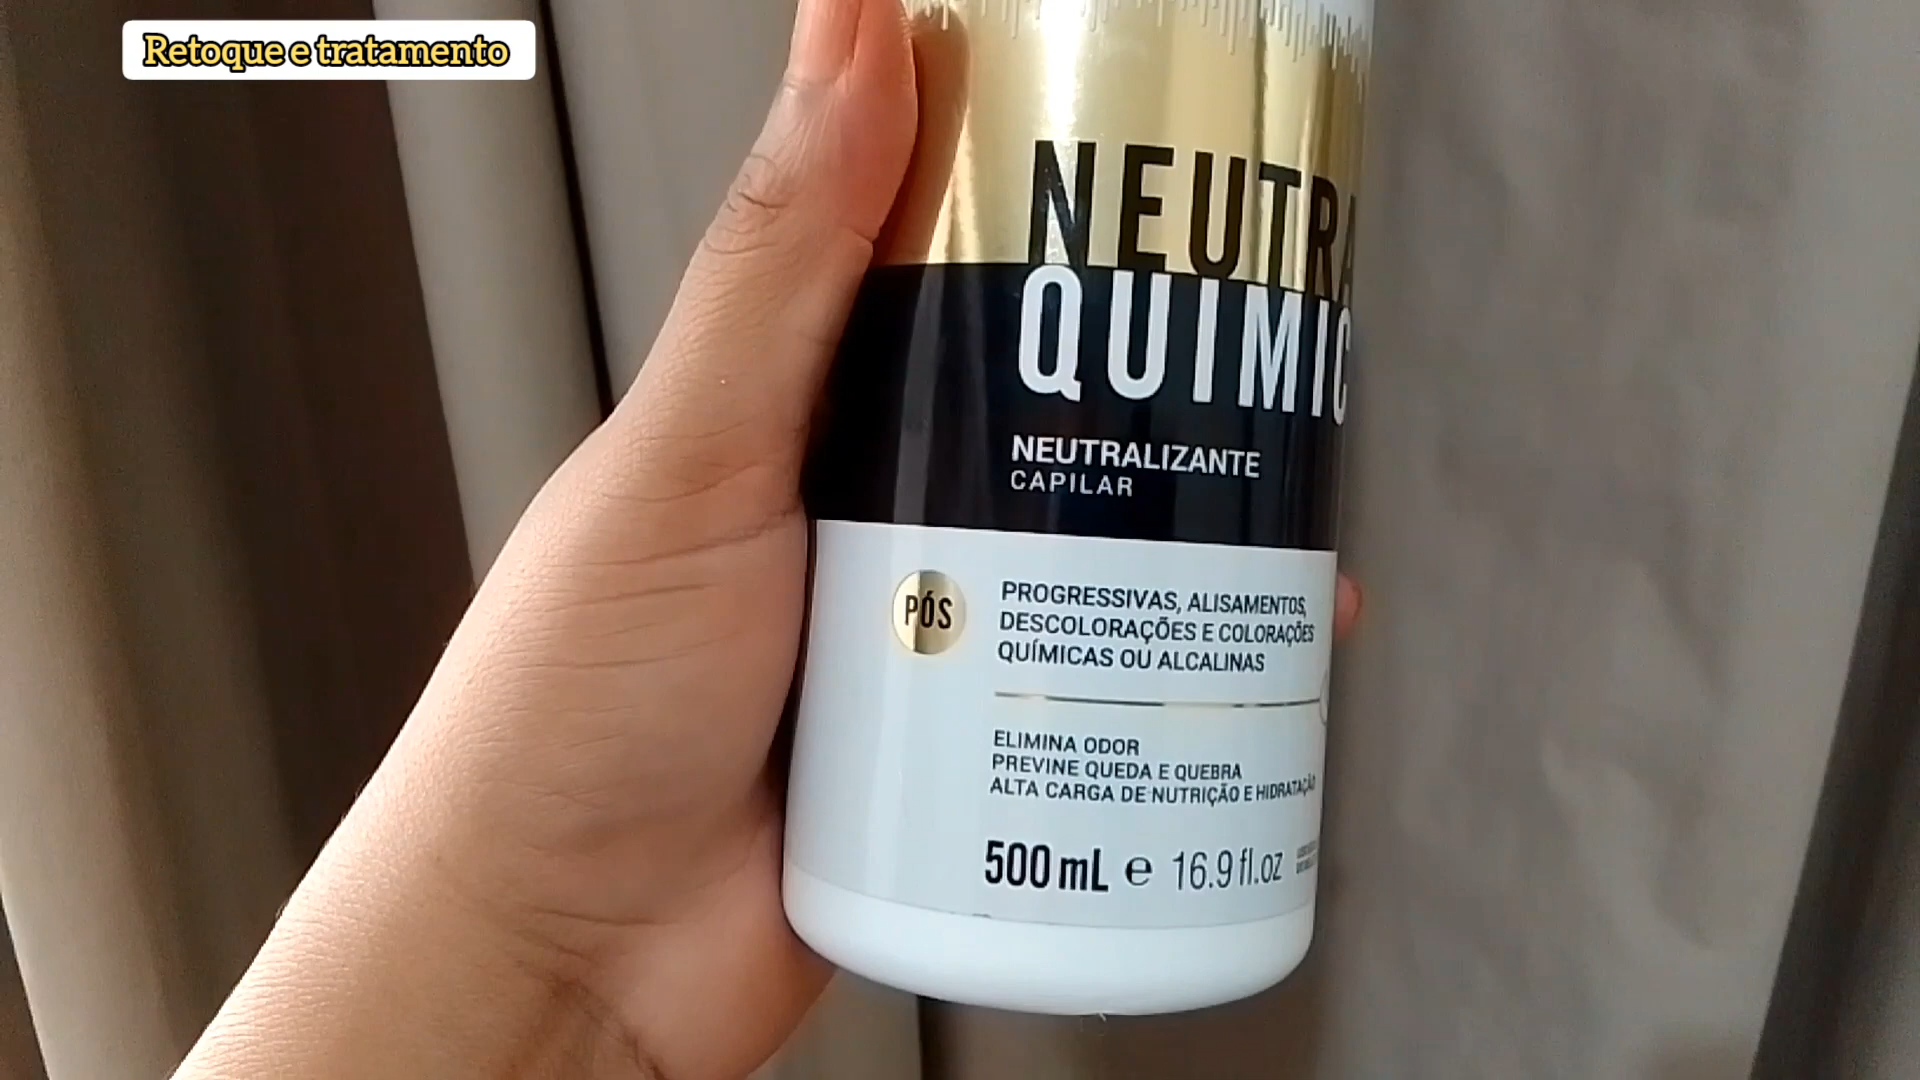 Retoque e tratamento
NEUTRA
QUIMIC
NEUTRALIZANTE
CAPILAR
PÓS
PROGRESSIVAS, ALISAMENTOS,
DESCOLORAÇÕES E COLORAÇÕES
QUÍMICAS OU ALCALINAS
ELIMINA ODOR
PREVINE QUEDA E QUEBRA
ALTA CARGA DE NUTRIÇÃO E HIDRATAÇÃO
500 mL e 16.9 fl.oz